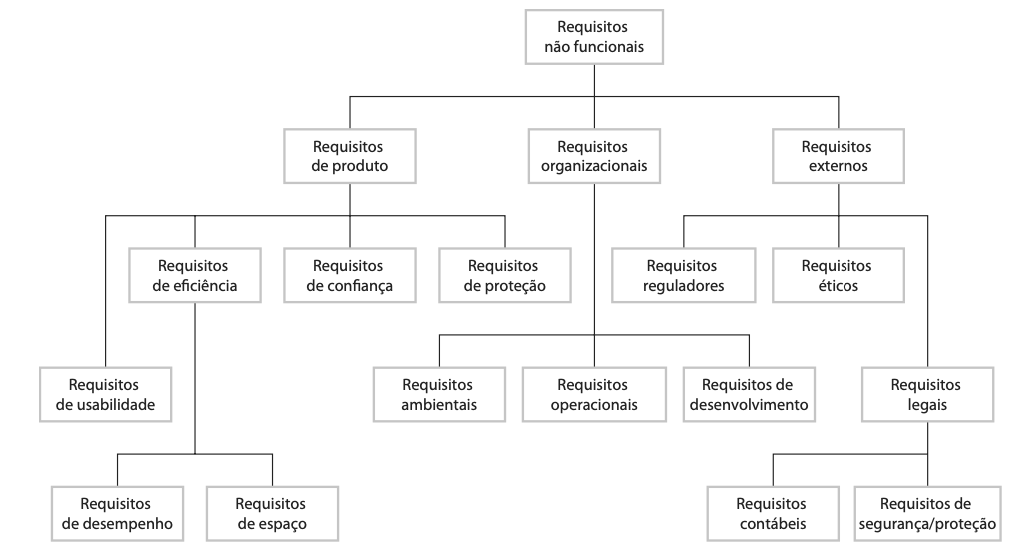 Requisitos
não funcionais
Requisitos
de produto
Requisitos
organizacionais
Requisitos
externos
Requisitos
de eficiência
Requisitos
de confiança
Requisitos
de proteção
Requisitos
reguladores
Requisitos
éticos
Requisitos
de usabilidade
Requisitos
ambientais
Requisitos
operacionais
Requisitos de
desenvolvimento
Requisitos
legais
Requisitos
de desempenho
Requisitos
de espaço
Requisitos
contábeis
Requisitos de
segurança/proteção